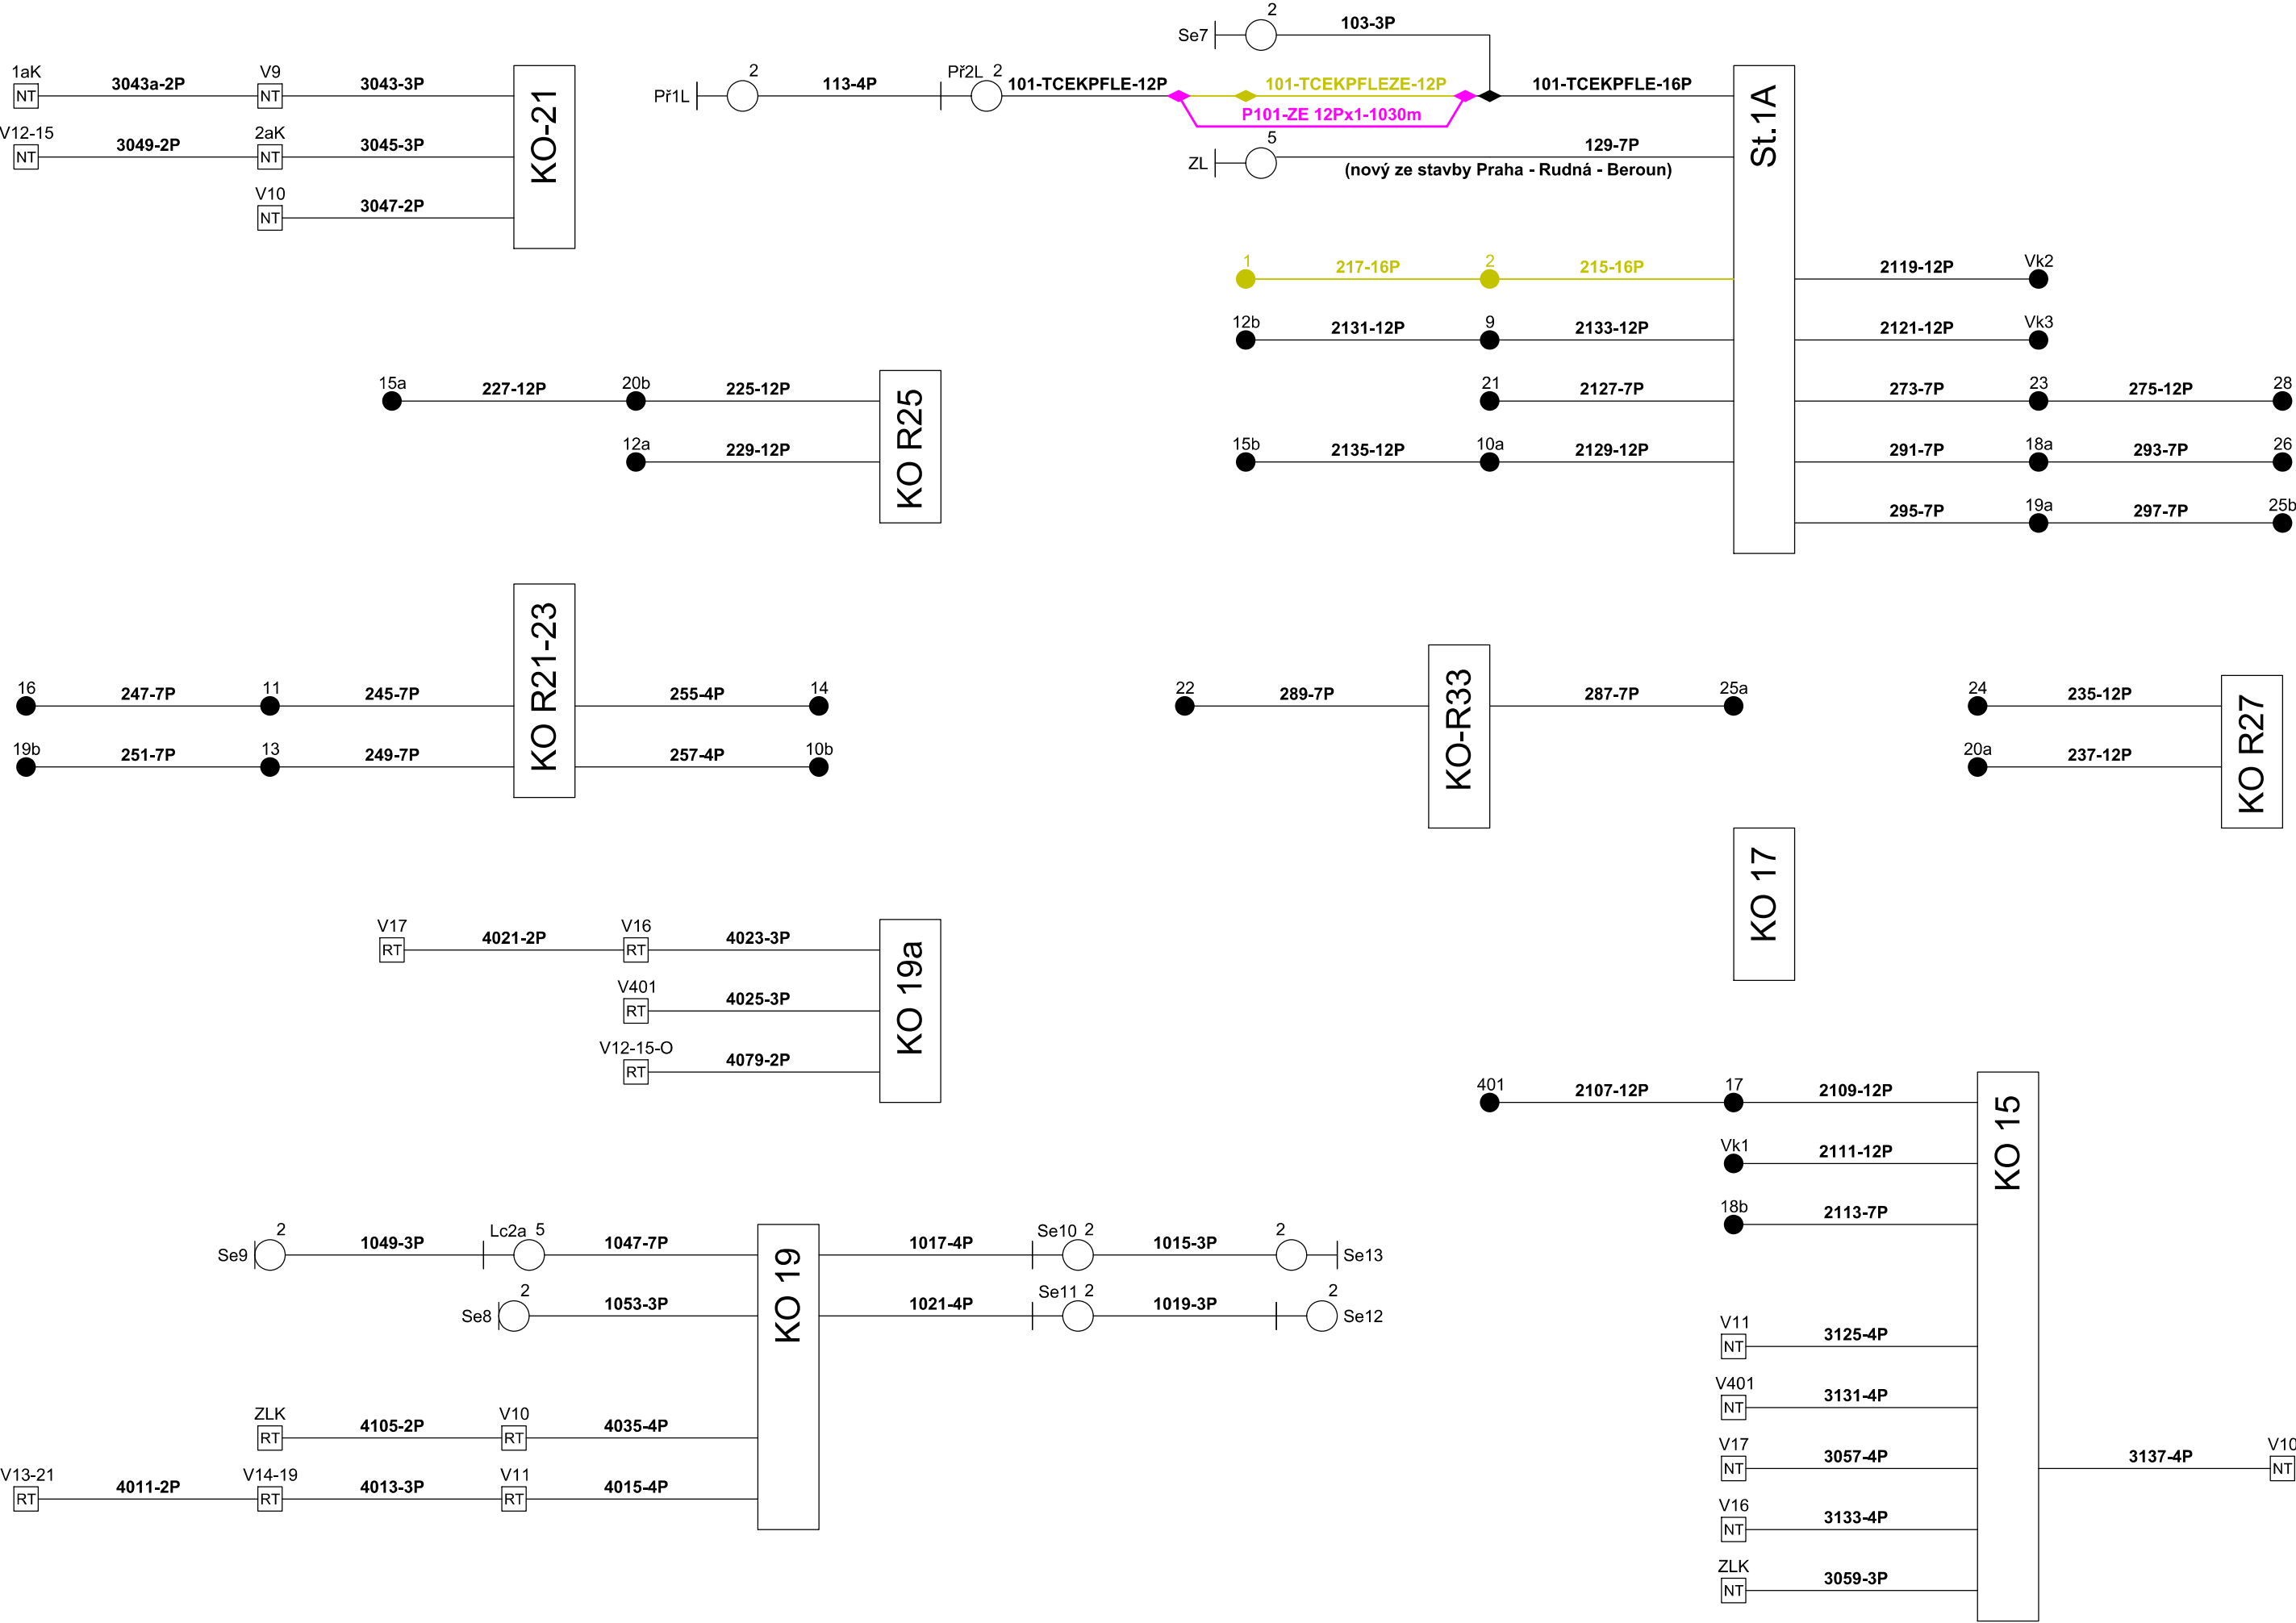 2
Se7
103-3P
1aK
NT
3043a-2P
V9
NT
3043-3P
V12-15
NT
3049-2P
2aK
NT
3045-3P
V10
NT
3047-2P
KO-21
Př1L
2
113-4P
Př2L 2
101-TCEKPFLE-12P
101-TCEKPFLEZE-12P
101-TCEKPFLE-16P
P101-ZE 12Px1-1030m
ZL
5
129-7P
(nový ze stavby Praha - Rudná - Beroun)
St.1A
1
217-16P
2
215-16P
2119-12P
Vk2
12b
2131-12P
9
2133-12P
2121-12P
Vk3
21
2127-7P
273-7P
23
275-12P
28
15b
2135-12P
10a
2129-12P
291-7P
18a
293-7P
26
295-7P
19a
297-7P
25b
15a
227-12P
20b
225-12P
12a
229-12P
KO R25
16
247-7P
11
245-7P
255-4P
14
19b
251-7P
13
249-7P
257-4P
10b
KO R21-23
22
289-7P
KO-R33
287-7P
25a
24
235-12P
20a
237-12P
KO R27
KO 17
V17
RT
4021-2P
V16
RT
4023-3P
V401
RT
4025-3P
V12-15-O
RT
4079-2P
KO 19a
401
2107-12P
17
2109-12P
Vk1
2111-12P
18b
2113-7P
KO 15
V11
NT
3125-4P
V401
NT
3131-4P
V17
NT
3057-4P
3137-4P
V10
NT
V16
NT
3133-4P
ZLK
NT
3059-3P
Se9
2
1049-3P
Lc2a 5
1047-7P
1017-4P
Se10 2
1015-3P
2
Se13
Se8
2
1053-3P
1021-4P
Se11 2
1019-3P
2
Se12
KO 19
ZLK
RT
4105-2P
V10
RT
4035-4P
V13-21
RT
4011-2P
V14-19
RT
4013-3P
V11
RT
4015-4P